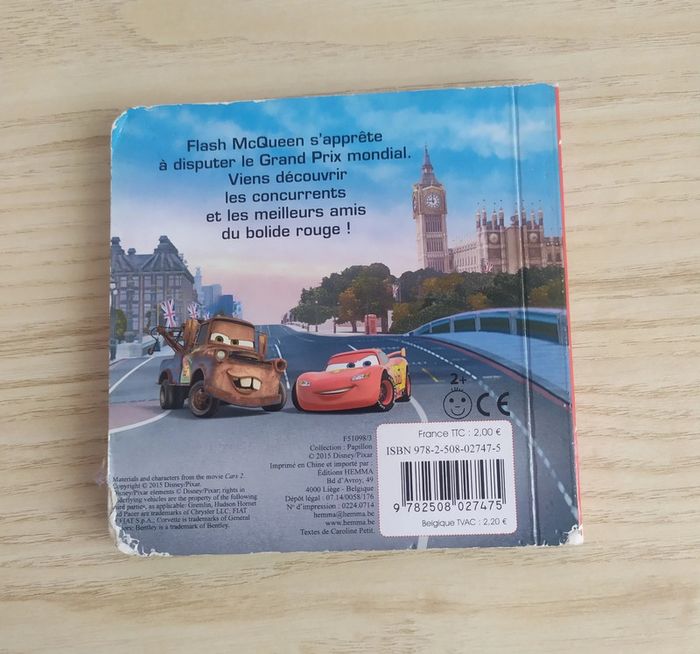 Flash McQueen s'apprête
à disputer le Grand Prix mondial.
Viens découvrir
les concurrents
et les meilleurs amis
du bolide rouge !
2+
CE
France TTC : 2,00 €
ISBN 978-2-508-02747-5
9 782508 027475
Belgique TVAC : 2,20 €
F51098/3
Collection : Papillon
© 2015 Disney/Pixar
Imprimé en Chine et importé par :
Éditions HEMMA
Bd d'Avroy, 49
4000 Liège - Belgique
Dépôt légal : 07.14/0058/176
N° d'impression : 0224.0714
hemma@hemma.be
www.hemma.be
Textes de Caroline Petit.
Materials and characters from the movie Cars 2.
Copyright © 2015 Disney/Pixar.
Disney/Pixar elements © Disney/Pixar; rights in
underlying vehicles are the property of the following
third parties, as applicable: Gremlin, Hudson Hornet
and Pacer are trademarks of Chrysler LLC; FIAT
FIAT S.p.A., Corvette is trademarks of General
Motors; Bentley is a trademark of Bentley.